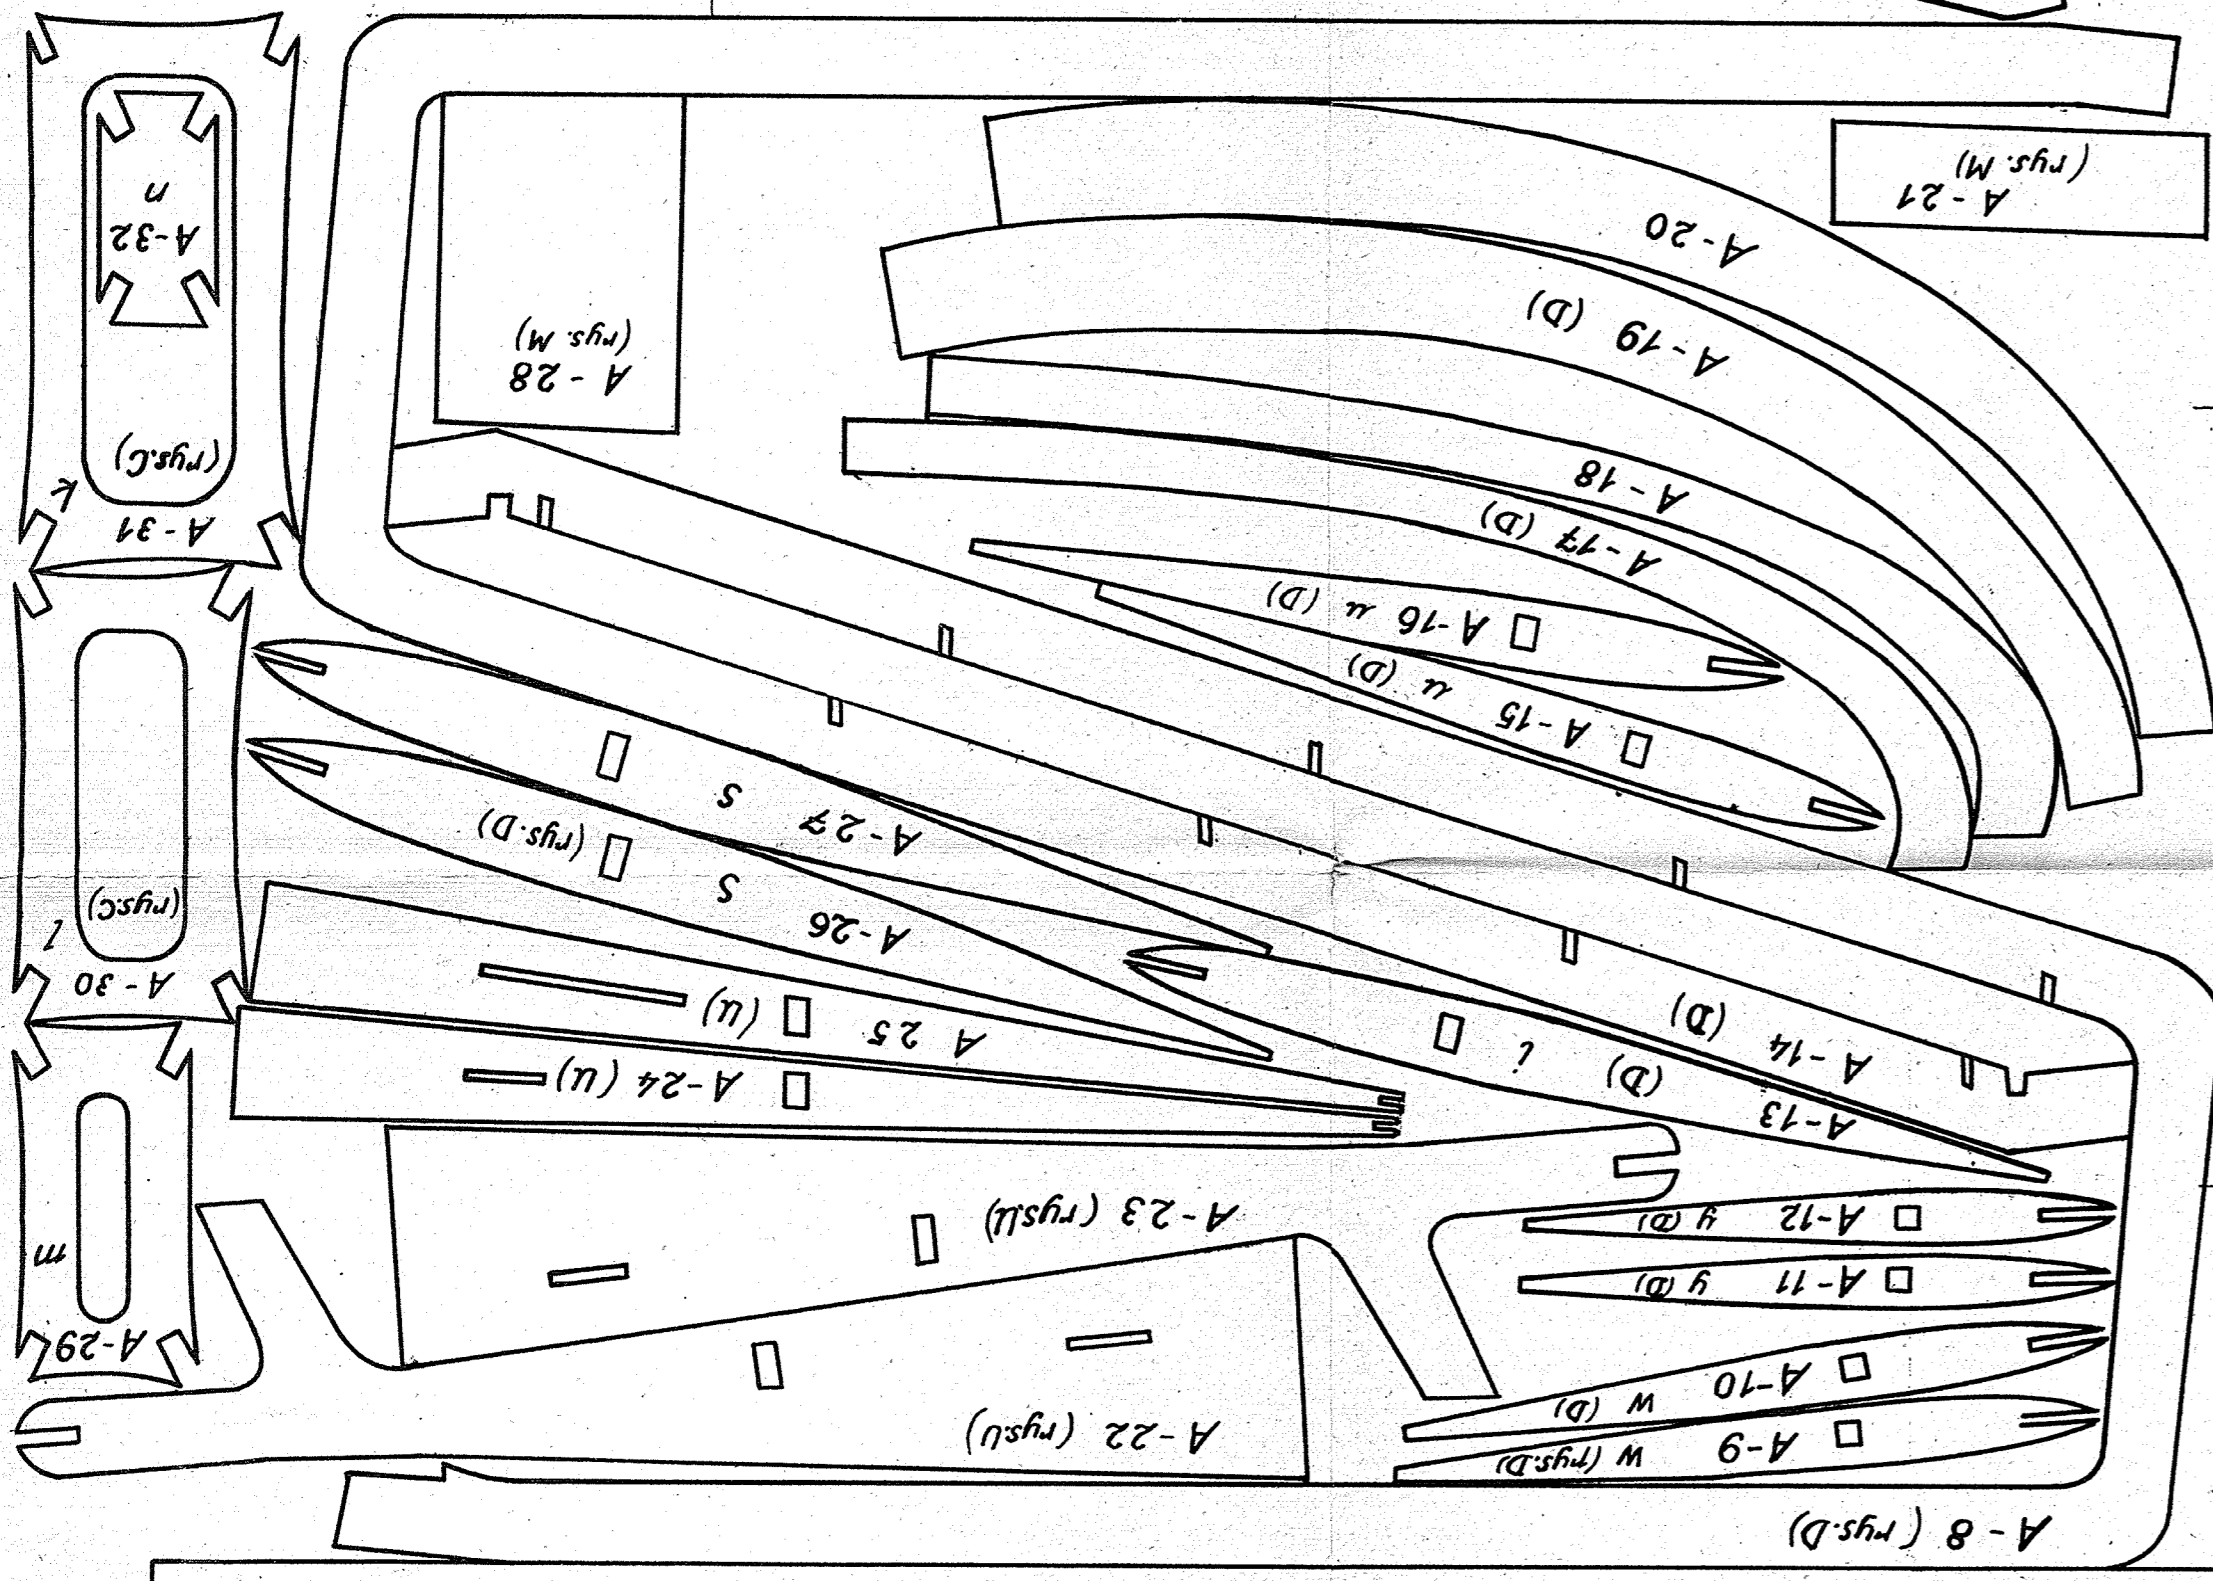 A - 8 ( rys.D)
A-9 w (rys.D)
A-10 w (D)
A-11 y (D)
A-12 y (D)
A-13 (D) i
A-14 (D)
A-15 u (D)
A-16 u (D)
A-17 (D)
A-18
A-19 (D)
A-20
A-21
(rys. M)
A-22 (rys.U)
A-23 (rys.U)
A-24 (U)
A 25 (U)
A-26 S (rys.D)
A-27 S
A - 28
(rys. M)
A-29
m
A-30
l (rys.C)
A-31
k (rys.C)
A-32
n